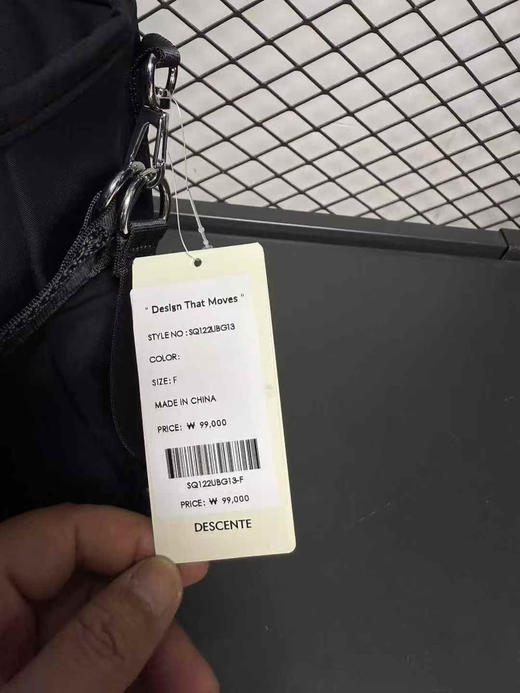 " Design That Moves "
STYLE NO : SQ122UBG13
COLOR:
SIZE: F
MADE IN CHINA
PRICE: ₩ 99,000
SQ122UBG13-F
PRICE: ₩ 99,000
DESCENTE